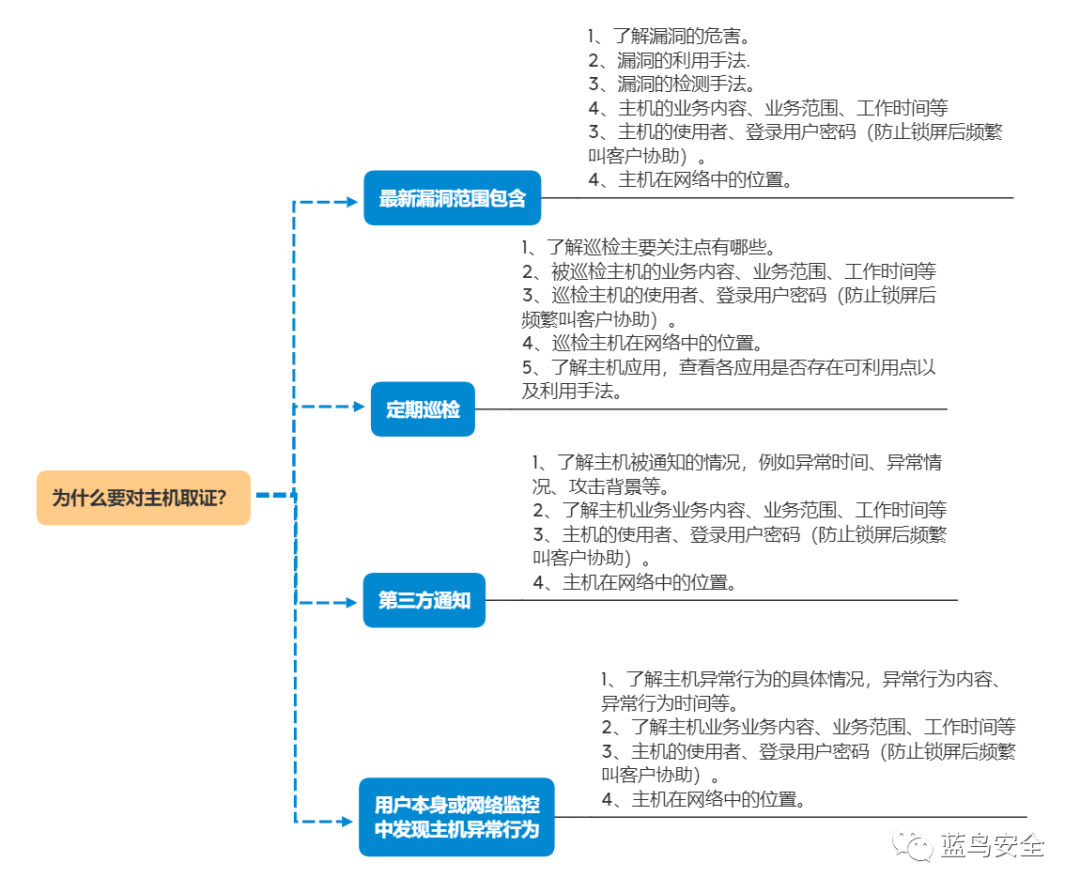 1、了解漏洞的危害。
2、漏洞的利用手法.
3、漏洞的检测手法。
4、主机的业务内容、业务范围、工作时间等
3、主机的使用者、登录用户密码（防止锁屏后频繁
叫客户协助）。
4、主机在网络中的位置。
最新漏洞范围包含
1、了解巡检主要关注点有哪些。
2、被巡检主机的业务内容、业务范围、工作时间等
3、巡检主机的使用者、登录用户密码（防止锁屏后
频繁叫客户协助）。
4、巡检主机在网络中的位置。
5、了解主机应用，查看各应用是否存在可利用点以
及利用手法。
定期巡检
为什么要对主机取证?
1、了解主机被通知的情况，例如异常时间、异常情
况、攻击背景等。
2、了解主机业务业务内容、业务范围、工作时间等
3、主机的使用者、登录用户密码（防止锁屏后频繁
叫客户协助）。
4、主机在网络中的位置。
第三方通知
1、了解主机异常行为的具体情况，异常行为内容、
异常行为时间等。
2、了解主机业务业务内容、业务范围、工作时间等
3、主机的使用者、登录用户密码（防止锁屏后频繁
叫客户协助）。
4、主机在网络中的位置。
用户本身或网络监控
中发现主机异常行为
蓝鸟安全